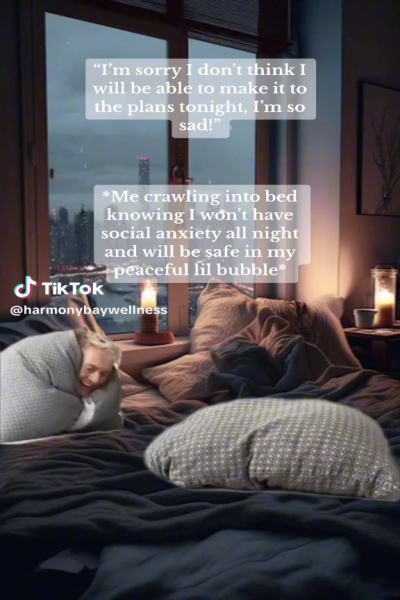 “I’m sorry I don’t think I
will be able to make it to
the plans tonight, I’m so
sad!”
*Me crawling into bed
knowing I won’t have
social anxiety all night
and will be safe in my
peaceful lil bubble*
TikTok
@harmonybaywellness